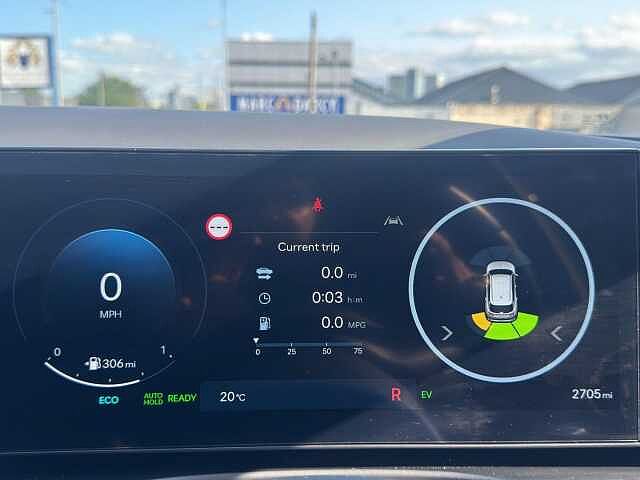 ---
Current trip
0.0 mi
0:03 h:m
0.0 MPG
0 25 50 75
0
MPH
0 1
306 mi
ECO
AUTO HOLD
READY
20°C
R
EV
2705 mi